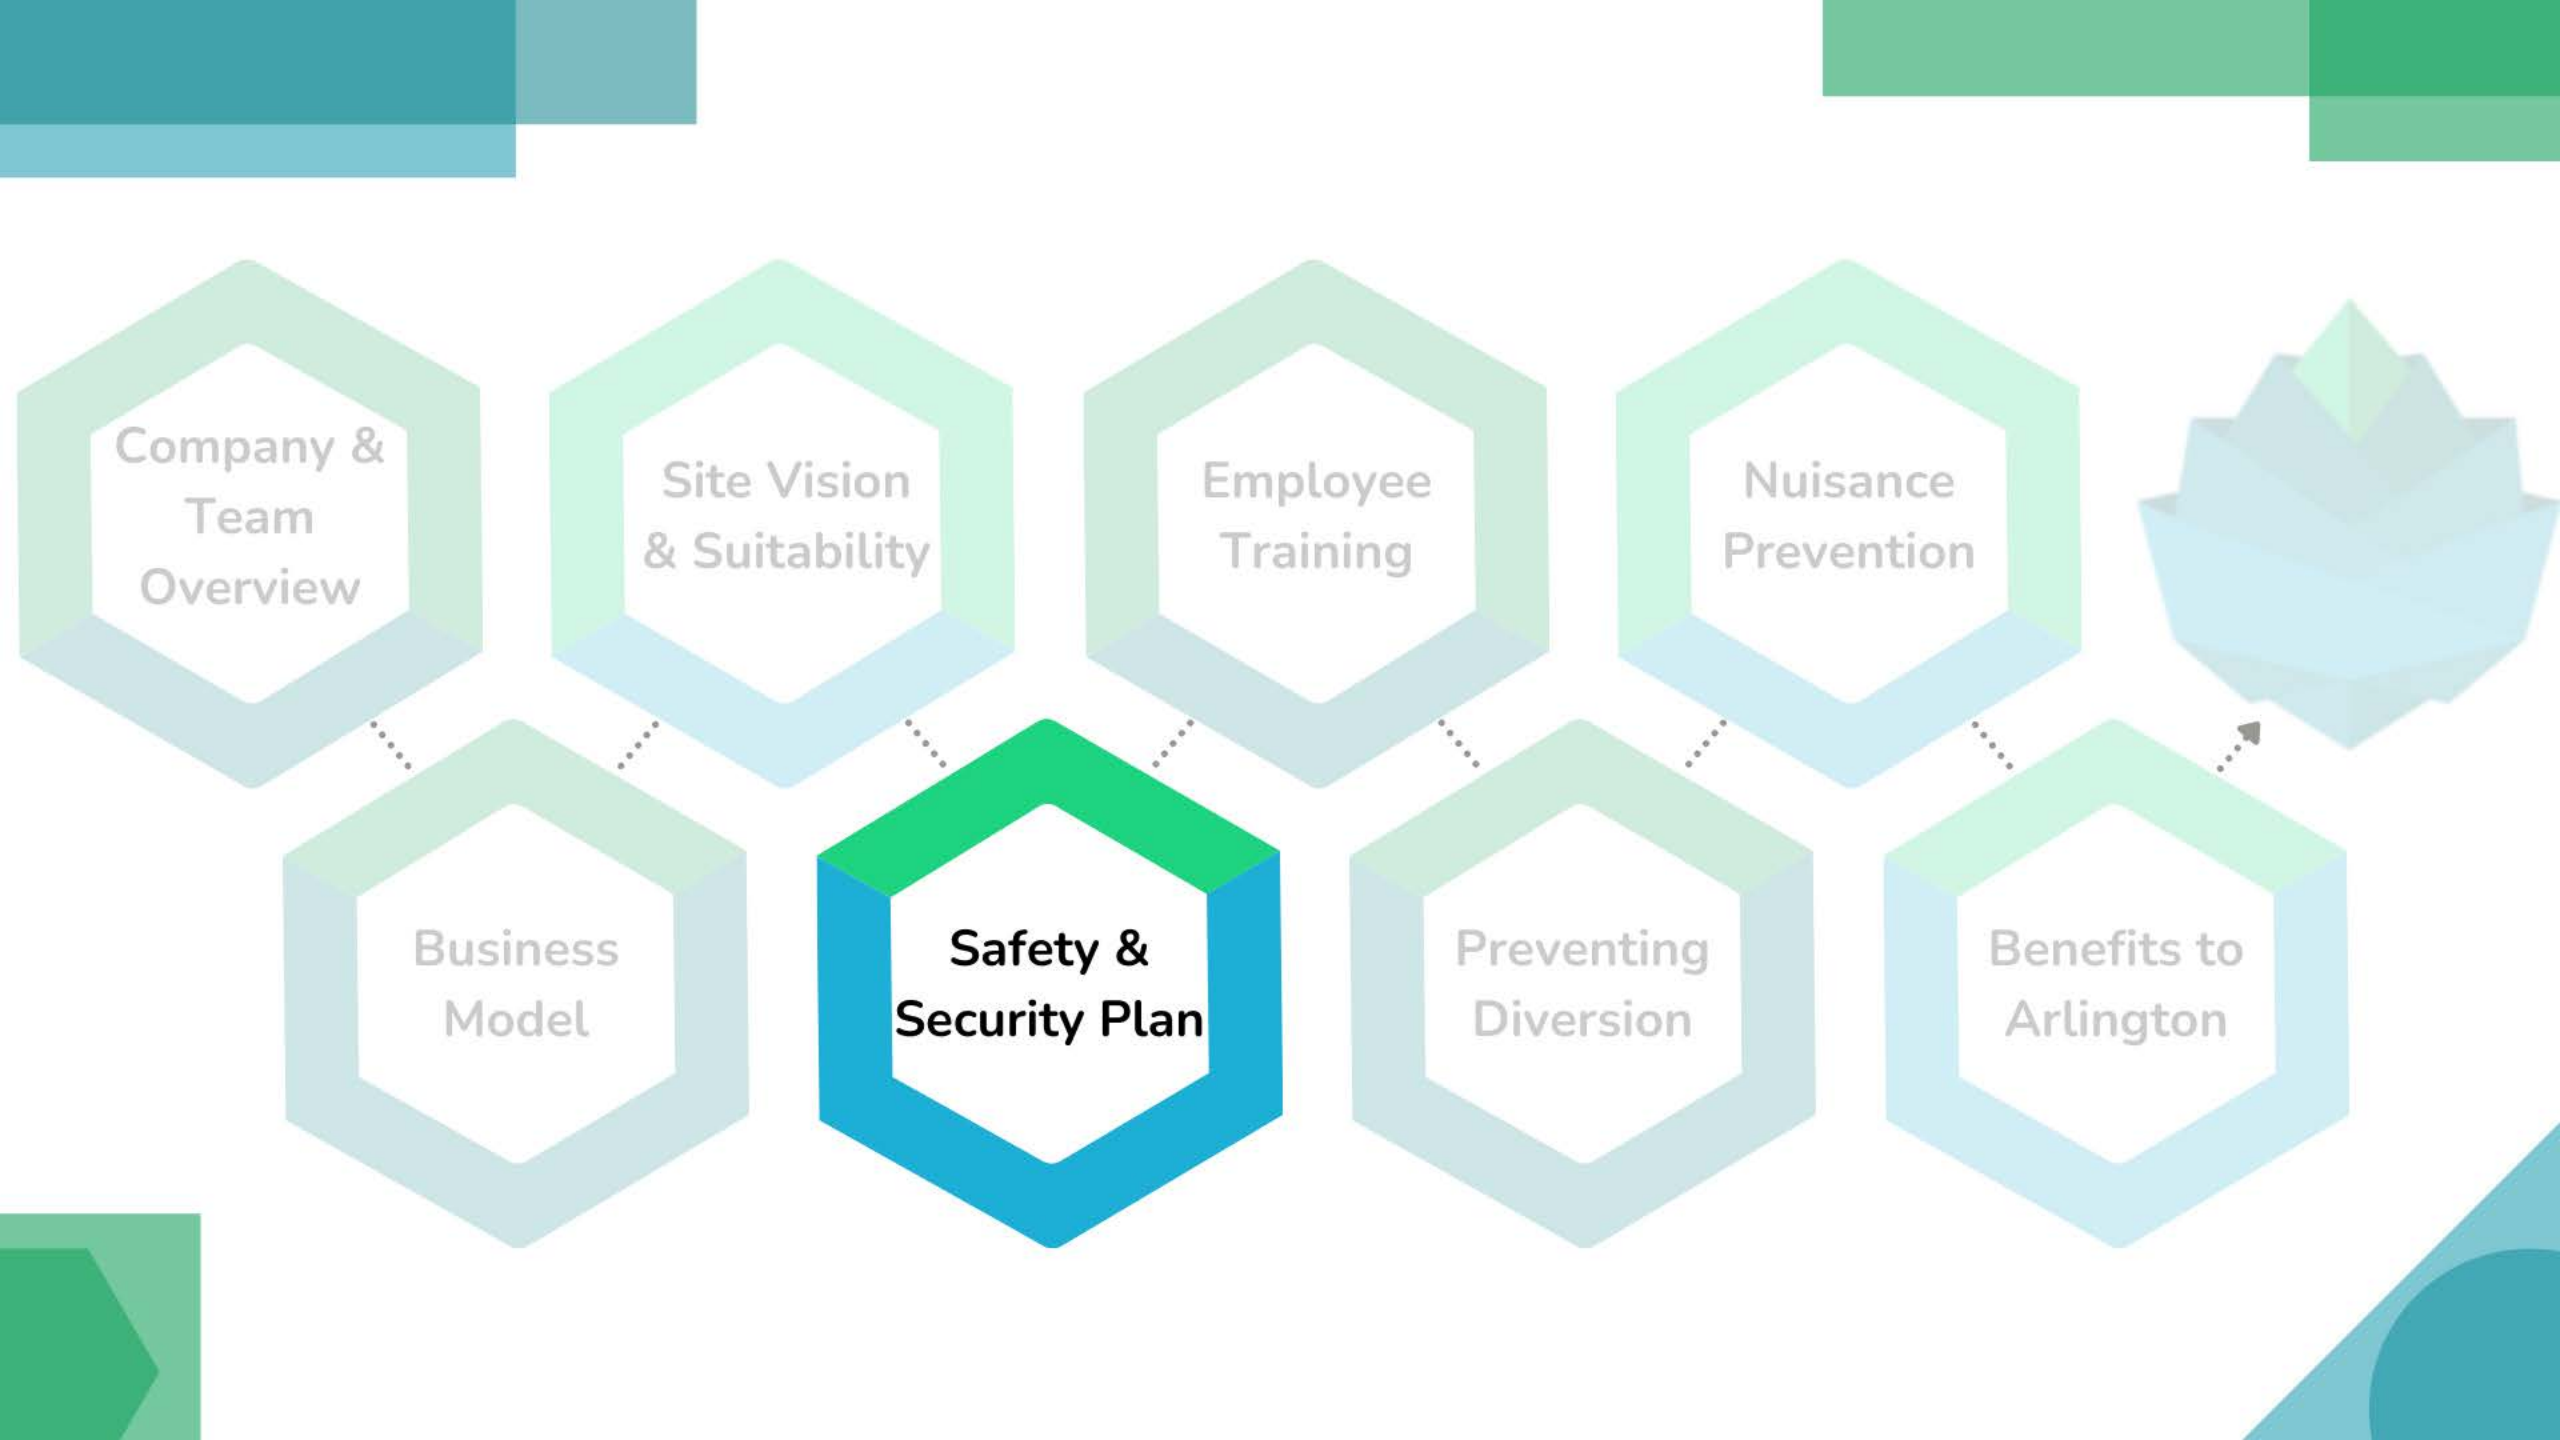 Company &
Team
Overview
Business
Model
Site Vision
& Suitability
Safety &
Security Plan
Employee
Training
Preventing
Diversion
Nuisance
Prevention
Benefits to
Arlington